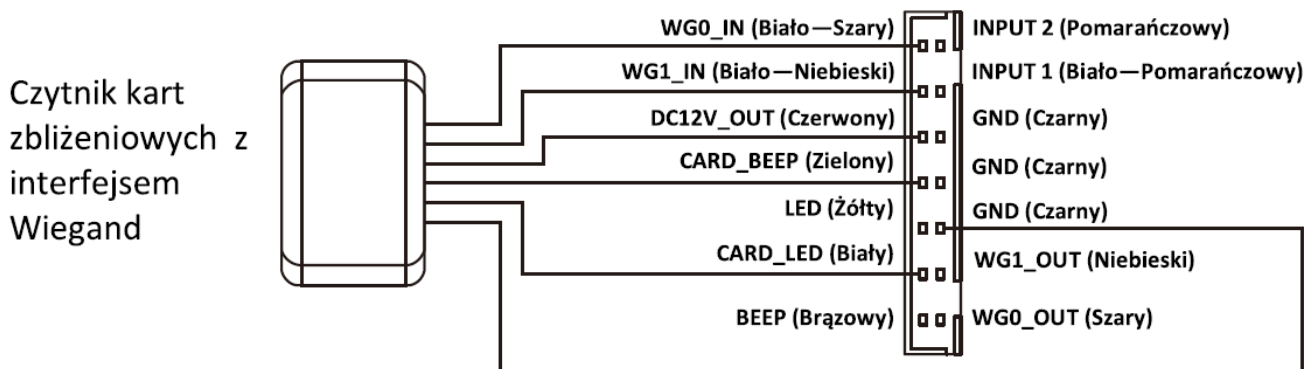 Czytnik kart
zbliżeniowych z
interfejsem
Wiegand
WG0_IN (Biało—Szary)
WG1_IN (Biało—Niebieski)
DC12V_OUT (Czerwony)
CARD_BEEP (Zielony)
LED (Żółty)
CARD_LED (Biały)
BEEP (Brązowy)
INPUT 2 (Pomarańczowy)
INPUT 1 (Biało—Pomarańczowy)
GND (Czarny)
GND (Czarny)
GND (Czarny)
WG1_OUT (Niebieski)
WG0_OUT (Szary)